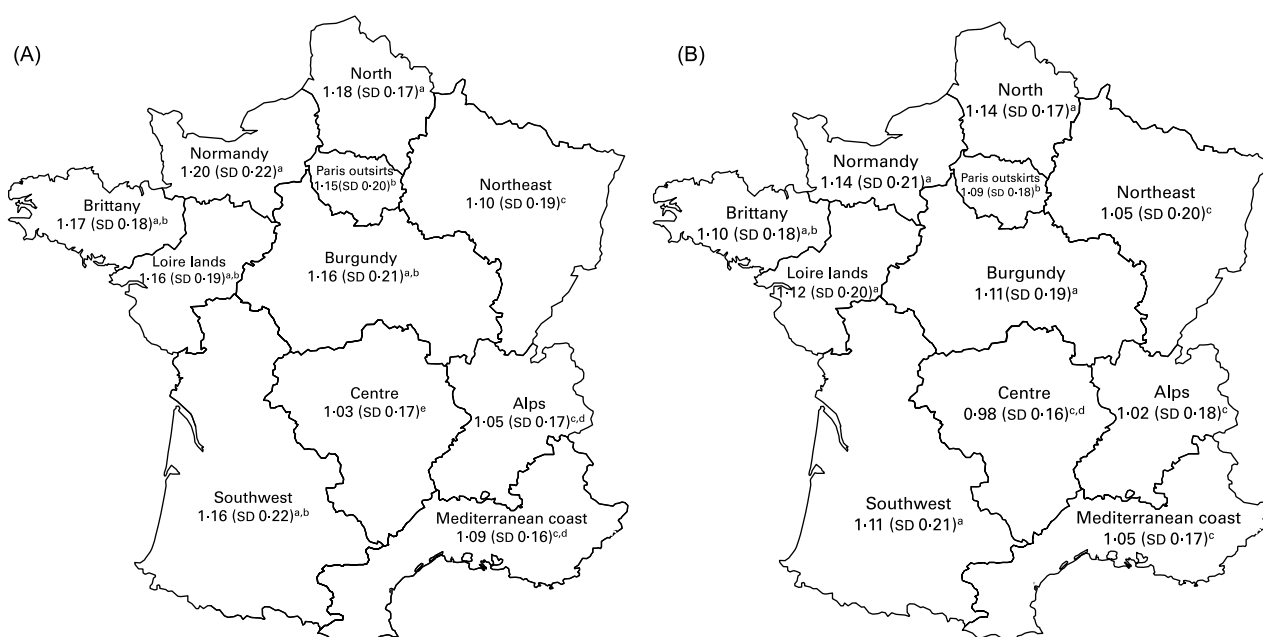 (A)
North
1·18 (SD 0·17)a
Normandy
1·20 (SD 0·22)a
Paris outsirts
1·15(SD 0·20)b
Northeast
1·10 (SD 0·19)c
Brittany
1·17 (SD 0·18)a,b
Loire lands
1·16 (SD 0·19)a,b
Burgundy
1·16 (SD 0·21)a,b
Centre
1·03 (SD 0·17)e
Alps
1·05 (SD 0·17)c,d
Southwest
1·16 (SD 0·22)a,b
Mediterranean coast
1·09 (SD 0·16)c,d
(B)
North
1·14 (SD 0·17)a
Normandy
1·14 (SD 0·21)a
Paris outskirts
1·09 (SD 0·18)b
Northeast
1·05 (SD 0·20)c
Brittany
1·10 (SD 0·18)a,b
Loire lands
1·12 (SD 0·20)a
Burgundy
1·11(SD 0·19)a
Centre
0·98 (SD 0·16)c,d
Alps
1·02 (SD 0·18)c
Southwest
1·11 (SD 0·21)a
Mediterranean coast
1·05 (SD 0·17)c